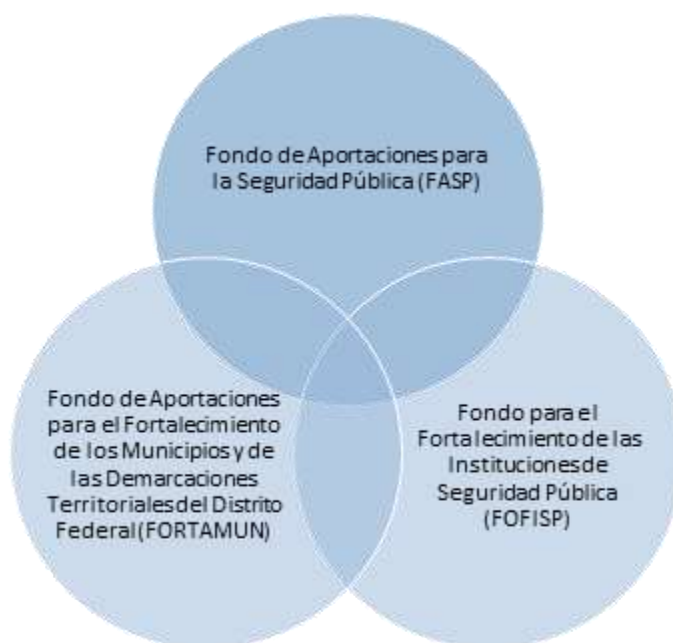 Fondo de Aportaciones para
la Seguridad Pública (FASP)
Fondo de Aportaciones
para el Fortalecimiento
de los Municipios y de
las Demarcaciones
Territoriales del Distrito
Federal (FORTAMUN)
Fondo para el
Fortalecimiento de las
Instituciones de
Seguridad Pública
(FOFISP)